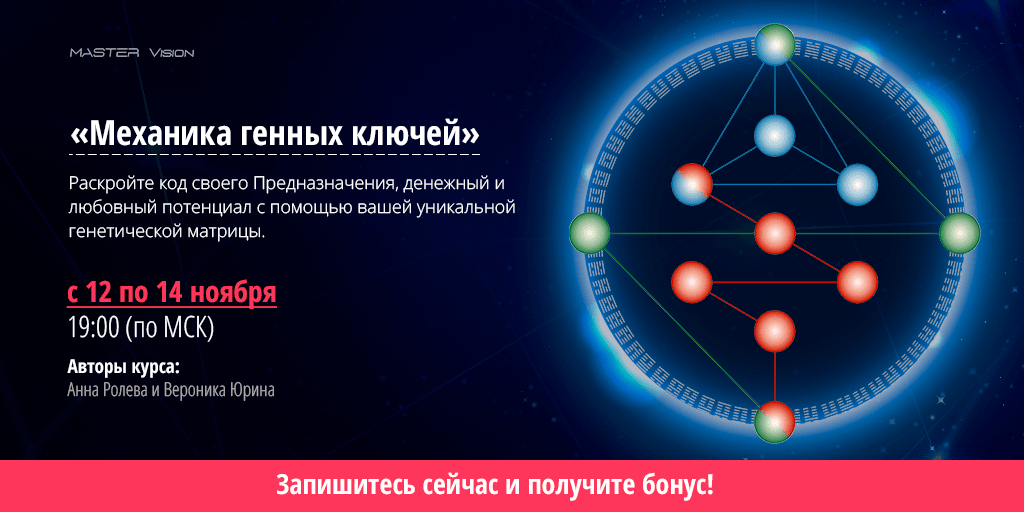 MASTER VISION
«Механика генных ключей»
Раскройте код своего Предназначения, денежный и
любовный потенциал с помощью вашей уникальной
генетической матрицы.
с 12 по 14 ноября
19:00 (по МСК)
Авторы курса:
Анна Ролева и Вероника Юрина
Запишитесь сейчас и получите бонус!